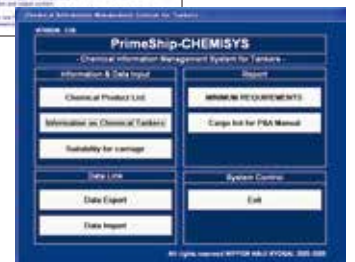 PrimeShip-CHEMISYS
- Chemical Information Management System for Tankers -
Information & Data Input
Chemical Product List
Information on Chemical Tankers
Suitability for carriage
Data Link
Data Export
Data Import
Report
MINIMUM REQUIREMENTS
Cargo list for P&A Manual
System Control
Exit
All rights reserved NIPPON KAIJI KYOKAI,